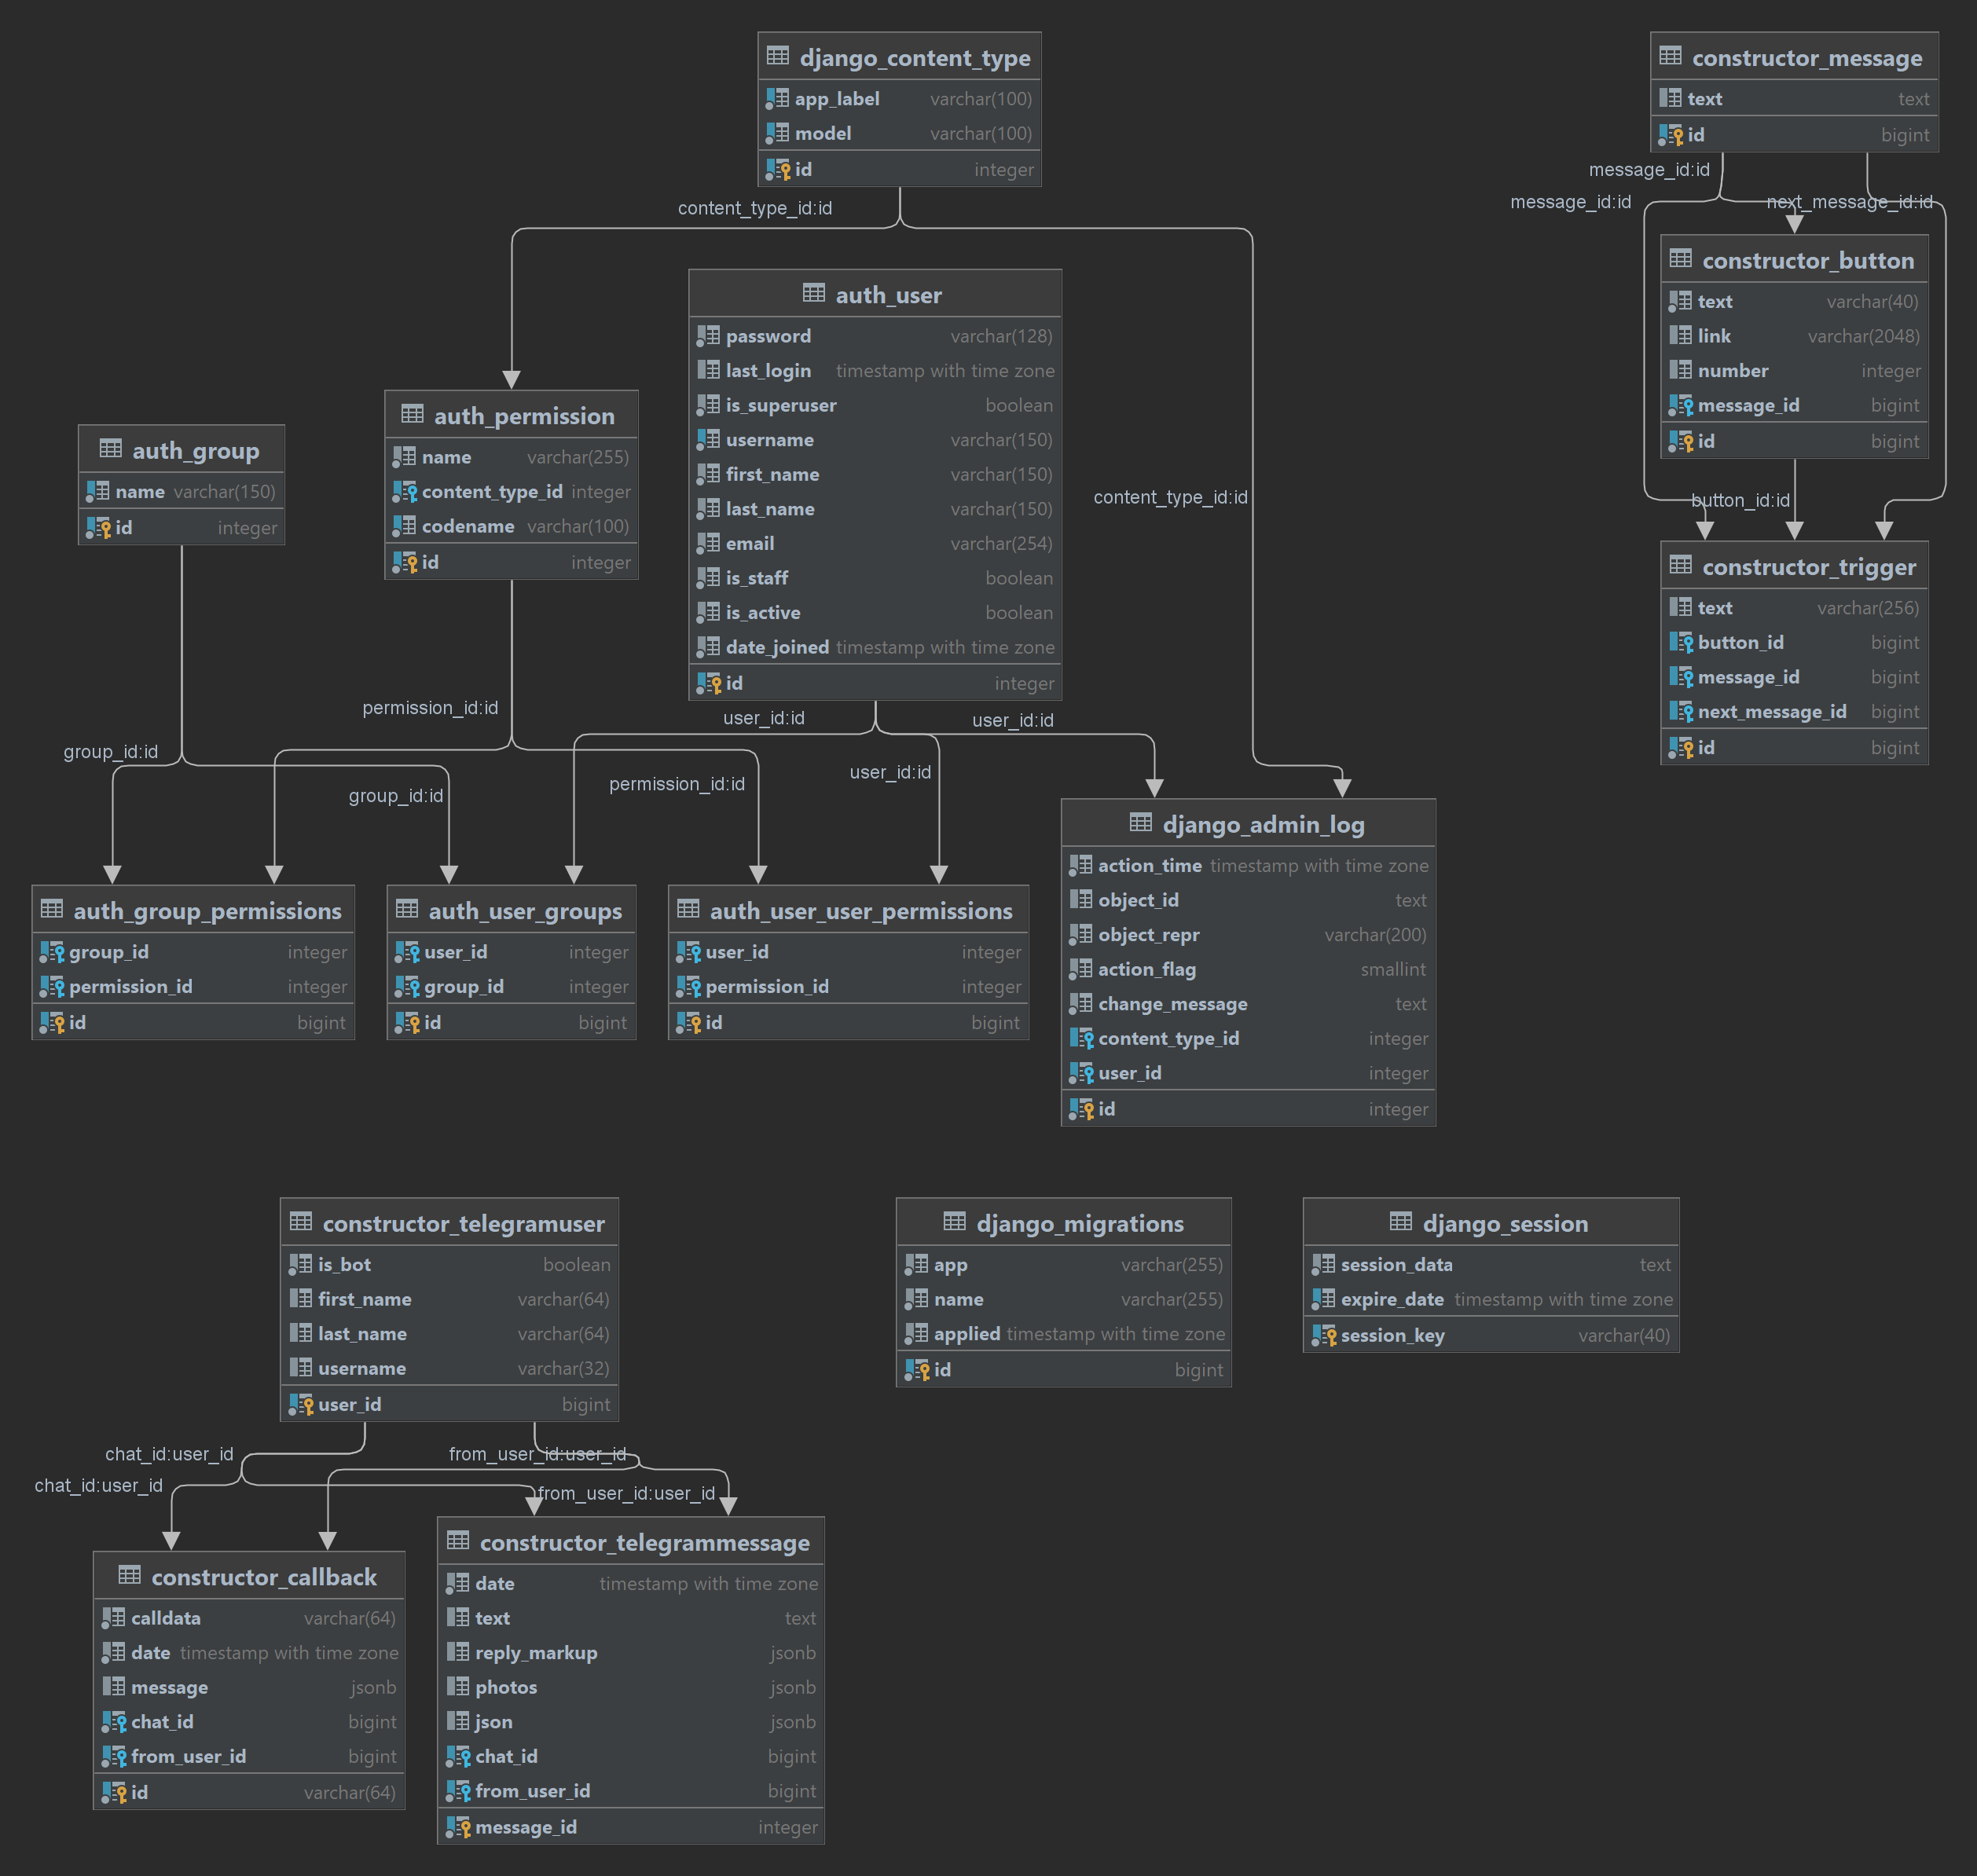 django_content_type
app_label varchar(100)
model varchar(100)
id integer
constructor_message
text text
id bigint
message_id:id
message_id:id
next_message_id:id
content_type_id:id
constructor_button
text varchar(40)
link varchar(2048)
number integer
message_id bigint
id bigint
button_id:id
constructor_trigger
text varchar(256)
button_id bigint
message_id bigint
next_message_id bigint
id bigint
auth_user
password varchar(128)
last_login timestamp with time zone
is_superuser boolean
username varchar(150)
first_name varchar(150)
last_name varchar(150)
email varchar(254)
is_staff boolean
is_active boolean
date_joined timestamp with time zone
id integer
content_type_id:id
auth_permission
name varchar(255)
content_type_id integer
codename varchar(100)
id integer
auth_group
name varchar(150)
id integer
permission_id:id
user_id:id
user_id:id
group_id:id
group_id:id
permission_id:id
user_id:id
auth_group_permissions
group_id integer
permission_id integer
id bigint
auth_user_groups
user_id integer
group_id integer
id bigint
auth_user_user_permissions
user_id integer
permission_id integer
id bigint
django_admin_log
action_time timestamp with time zone
object_id text
object_repr varchar(200)
action_flag smallint
change_message text
content_type_id integer
user_id integer
id integer
constructor_telegramuser
is_bot boolean
first_name varchar(64)
last_name varchar(64)
username varchar(32)
user_id bigint
django_migrations
app varchar(255)
name varchar(255)
applied timestamp with time zone
id bigint
django_session
session_data text
expire_date timestamp with time zone
session_key varchar(40)
chat_id:user_id
from_user_id:user_id
chat_id:user_id
from_user_id:user_id
constructor_callback
calldata varchar(64)
date timestamp with time zone
message jsonb
chat_id bigint
from_user_id bigint
id varchar(64)
constructor_telegrammessage
date timestamp with time zone
text text
reply_markup jsonb
photos jsonb
json jsonb
chat_id bigint
from_user_id bigint
message_id integer